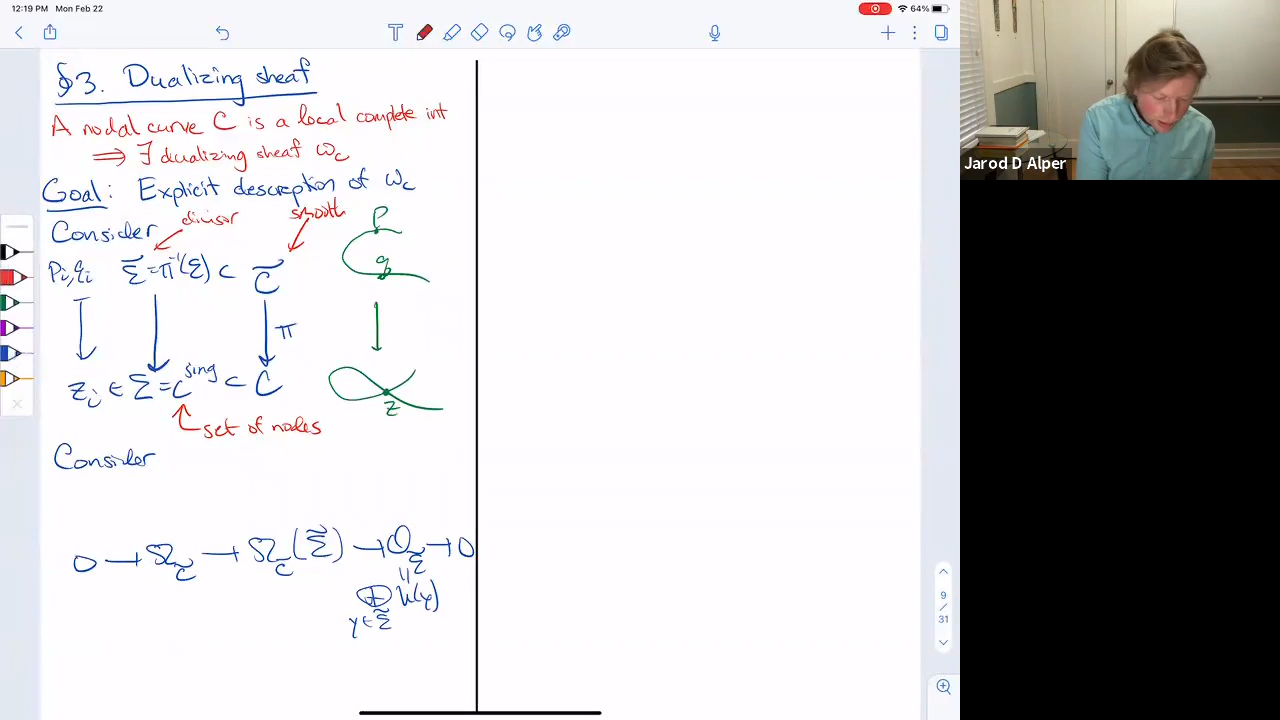 12:19 PM Mon Feb 22
64%
§3. Dualizing sheaf
A nodal curve C is a local complete int
⟹ ∃ dualizing sheaf ω_C
Goal: Explicit description of ω_C
divisor smooth
Consider
p_i, q_i Σ̃ = π⁻¹(Σ) ⊂ C̃
π
z_i ∈ Σ = C^sing ⊂ C
set of nodes
p
q
z
Consider
0 → Ω_C̃ → Ω_C̃(Σ̃) → O_Σ̃ → 0
||
⊕ k(y)
y ∈ Σ̃
9
/
31
Jarod D Alper